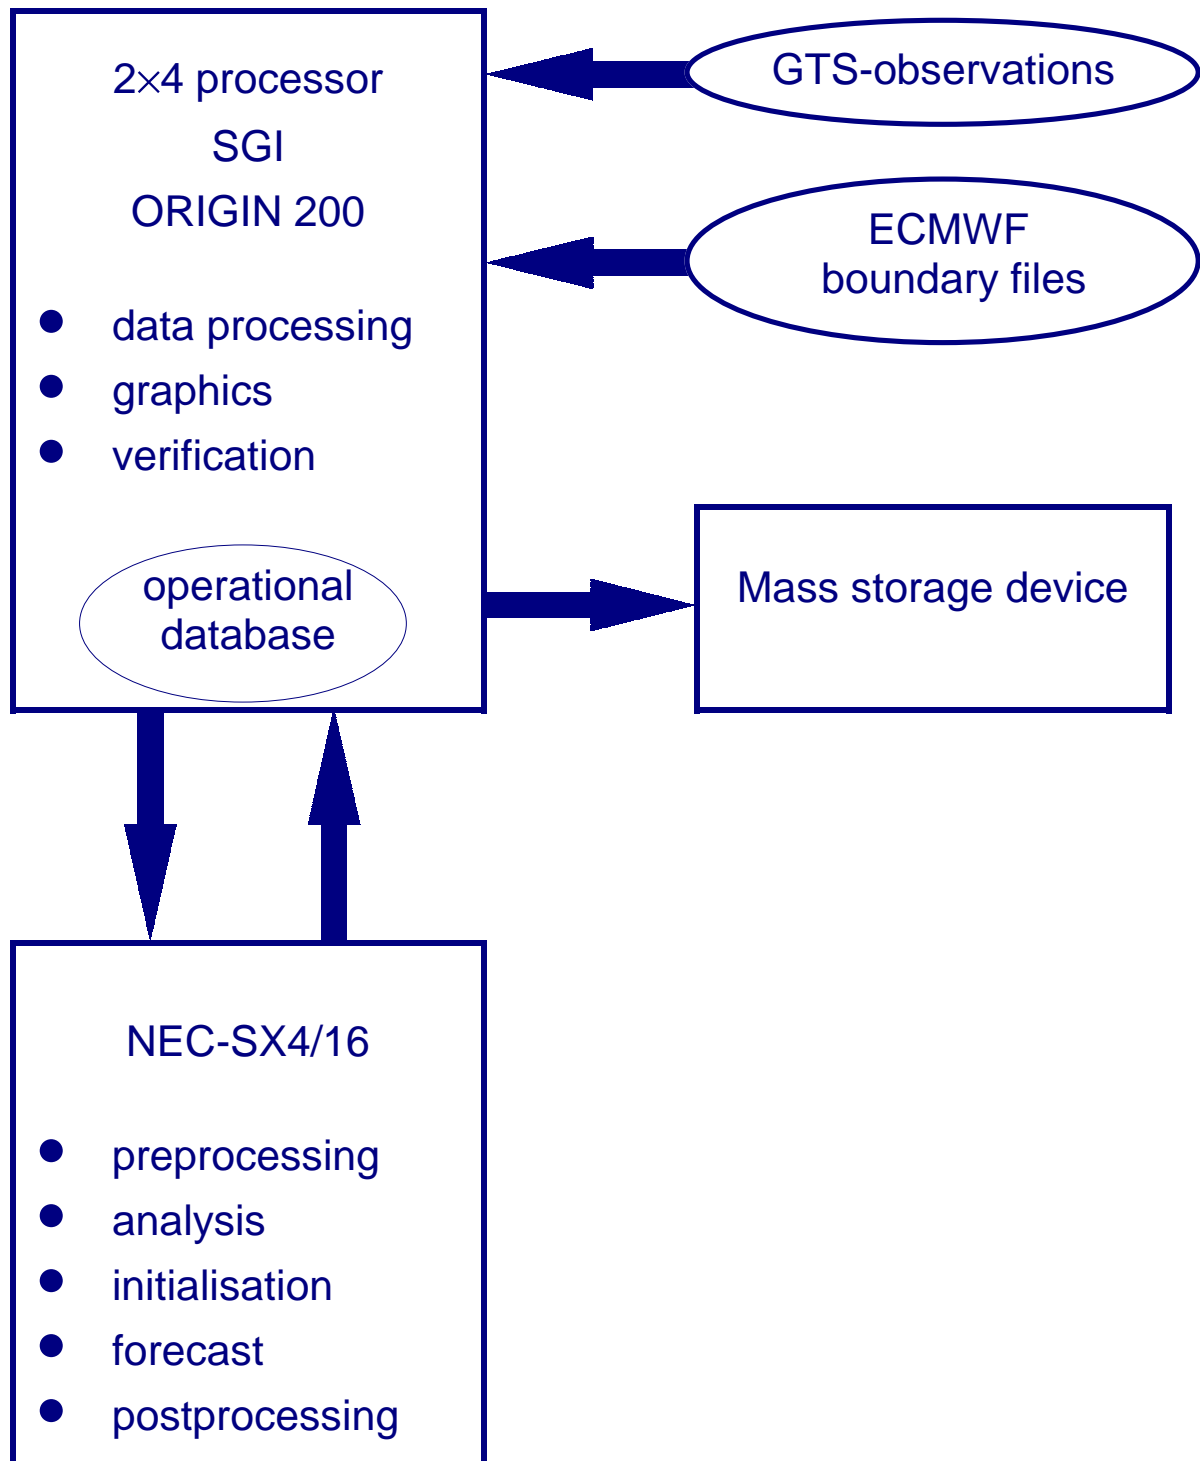 2×4 processor
SGI
ORIGIN 200
● data processing
● graphics
● verification
operational
database
GTS-observations
ECMWF
boundary files
Mass storage device
NEC-SX4/16
● preprocessing
● analysis
● initialisation
● forecast
● postprocessing